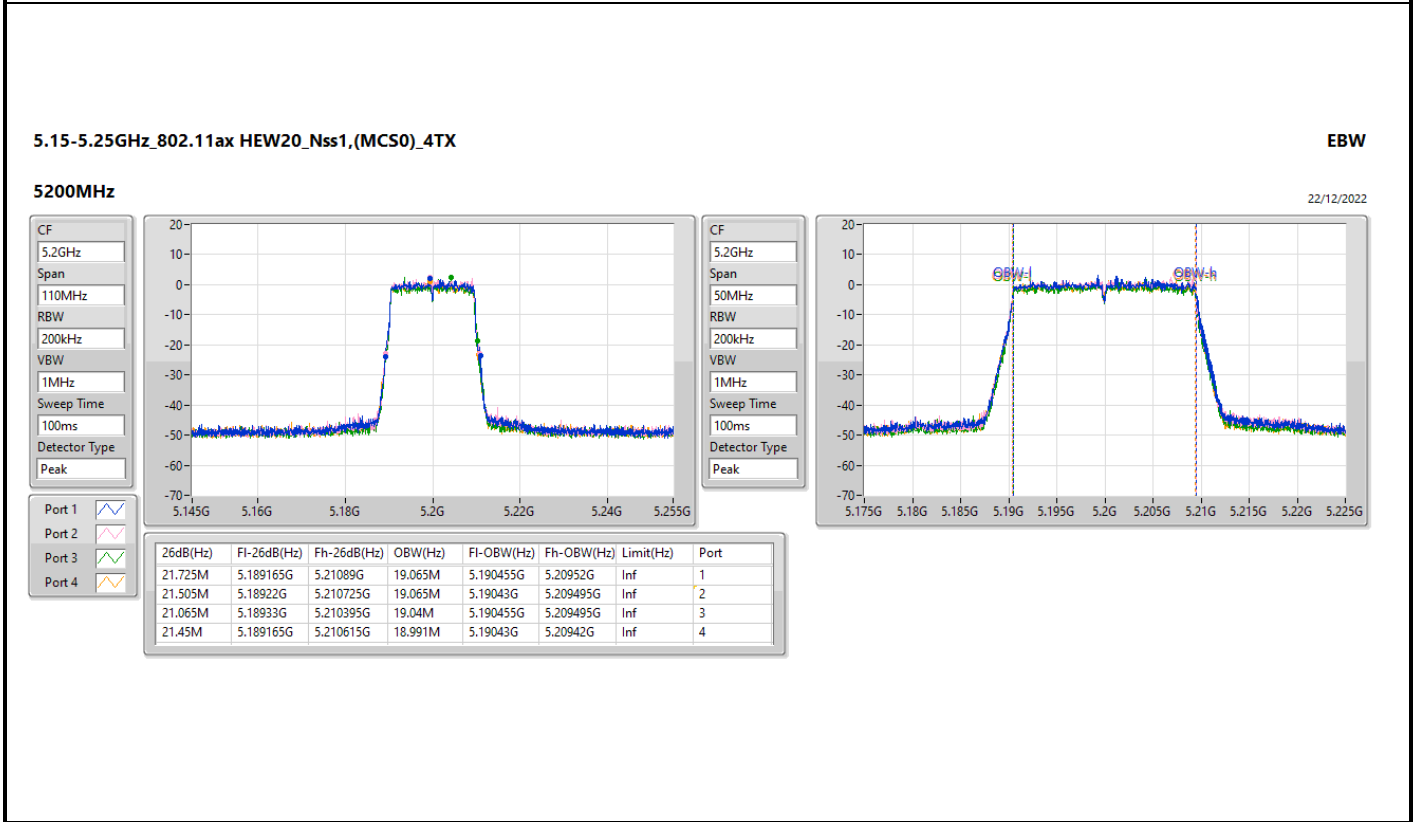 5.15-5.25GHz_802.11ax HEW20_Nss1,(MCS0)_4TX
EBW
5200MHz
22/12/2022
CF
5.2GHz
Span
110MHz
RBW
200kHz
VBW
1MHz
Sweep Time
100ms
Detector Type
Peak
20
10
0
-10
-20
-30
-40
-50
-60
-70
5.145G 5.16G 5.18G 5.2G 5.22G 5.24G 5.255G
CF
5.2GHz
Span
50MHz
RBW
200kHz
VBW
1MHz
Sweep Time
100ms
Detector Type
Peak
20
10
0
-10
-20
-30
-40
-50
-60
-70
OBW-l OBW-h
5.175G 5.18G 5.185G 5.19G 5.195G 5.2G 5.205G 5.21G 5.215G 5.22G 5.225G
Port 1
Port 2
Port 3
Port 4
26dB(Hz) Fl-26dB(Hz) Fh-26dB(Hz) OBW(Hz) Fl-OBW(Hz) Fh-OBW(Hz) Limit(Hz) Port
21.725M 5.189165G 5.21089G 19.065M 5.190455G 5.20952G Inf 1
21.505M 5.18922G 5.210725G 19.065M 5.19043G 5.209495G Inf 2
21.065M 5.18933G 5.210395G 19.04M 5.190455G 5.209495G Inf 3
21.45M 5.189165G 5.210615G 18.991M 5.19043G 5.20942G Inf 4